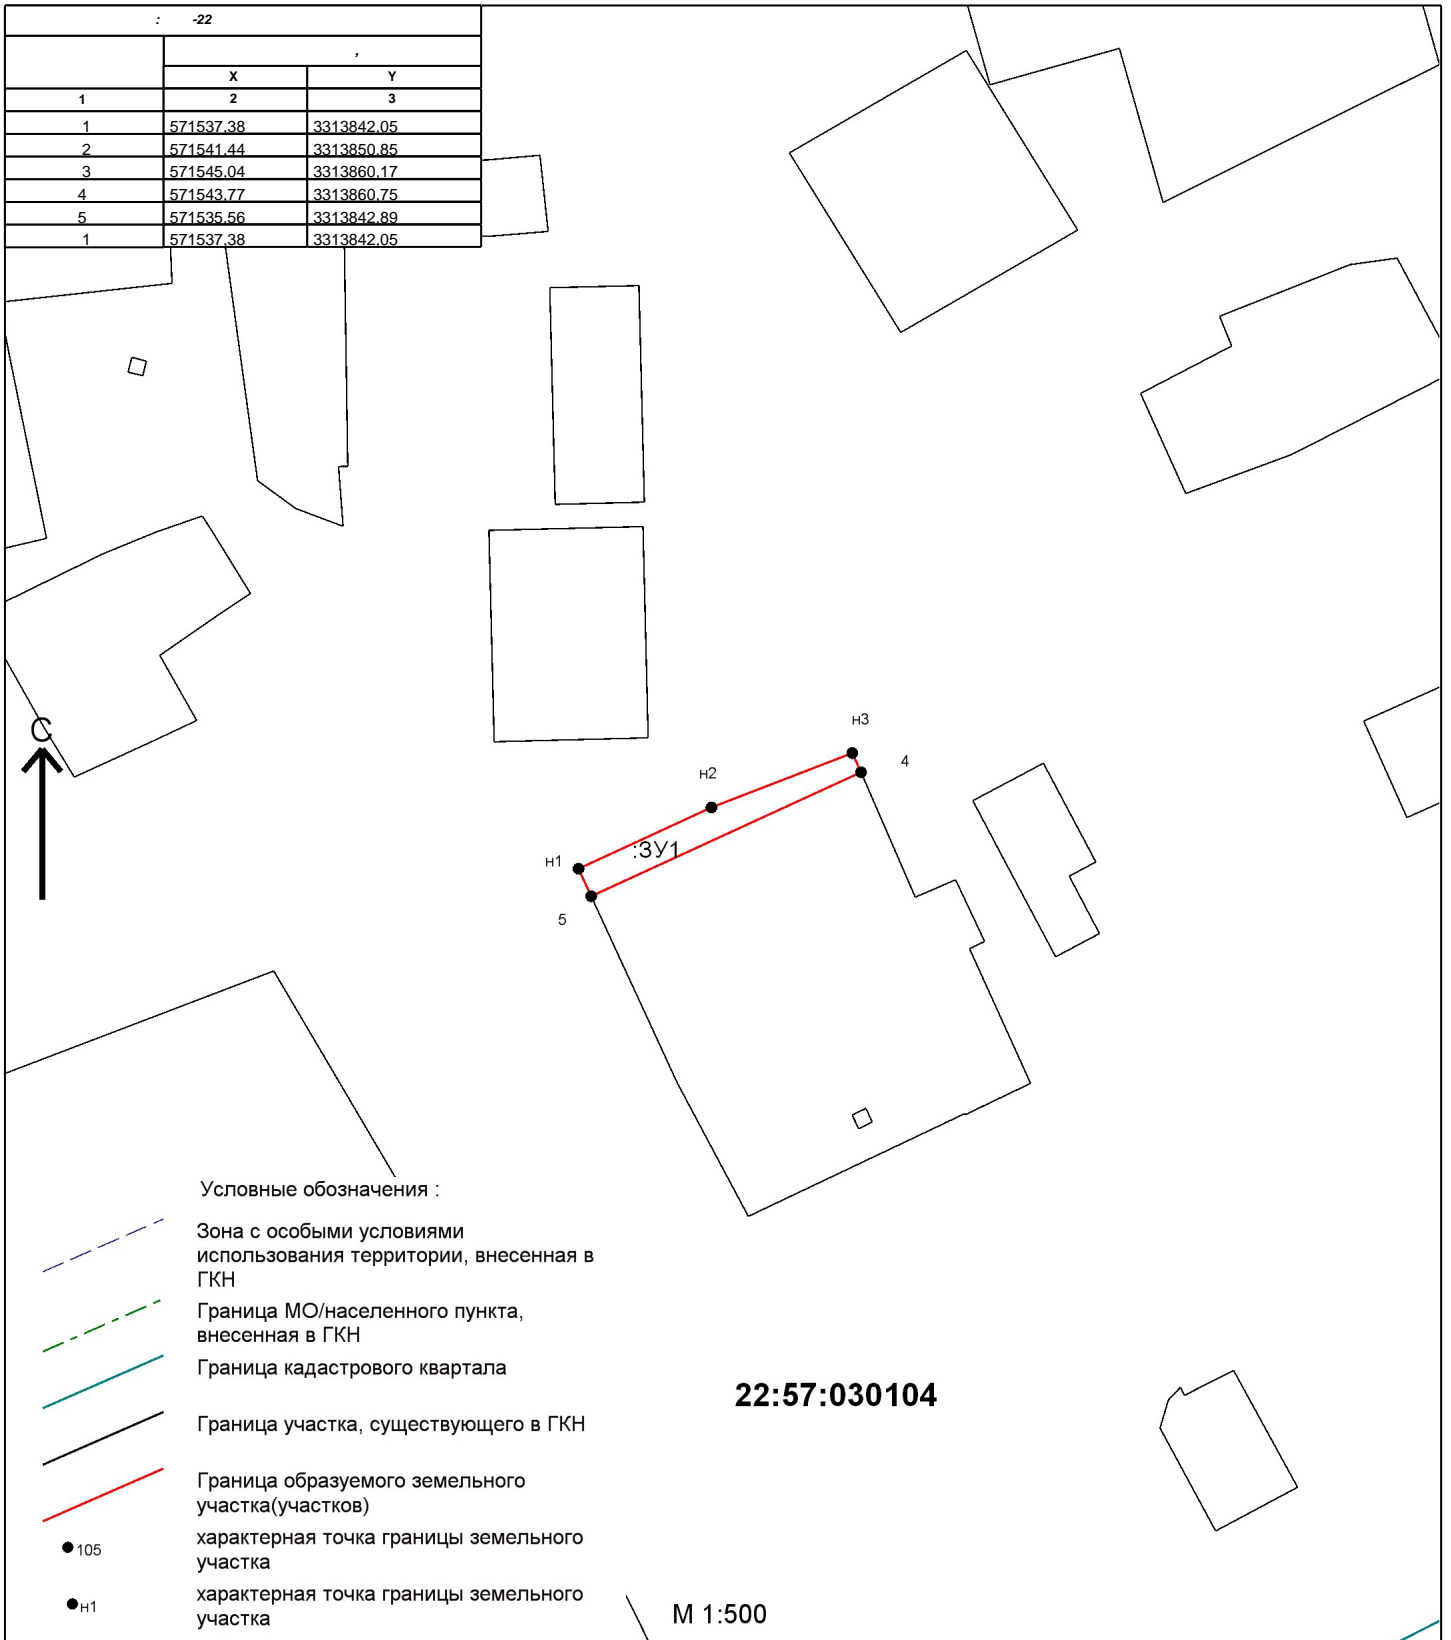 : -22
,
X Y
1 2 3
1 571537,38 3313842,05
2 571541,44 3313850,85
3 571545,04 3313860,17
4 571543,77 3313860,75
5 571535,56 3313842,89
1 571537,38 3313842,05
С
н3
4
н2
:ЗУ1
н1
5
Условные обозначения :
Зона с особыми условиями
использования территории, внесенная в
ГКН
Граница МО/населенного пункта,
внесенная в ГКН
Граница кадастрового квартала
22:57:030104
Граница участка, существующего в ГКН
Граница образуемого земельного
участка(участков)
105
характерная точка границы земельного
участка
н1
характерная точка границы земельного
участка
М 1:500